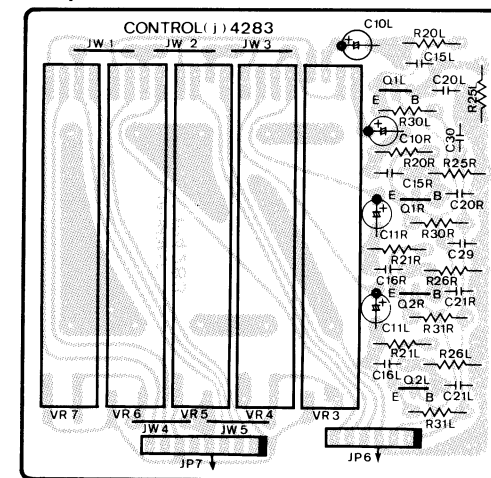 CONTROL(j)4283
C10L
JW 1 JW 2 JW 3
R20L
C15L
Q1L C20L
E B
R25L
R30L
C10R
C30
R20R R25R
C15R
E Q1R B C20R
C11R R30R
R21R C29
C16R R26R
E B
Q2R C21R
C11L R31R
R21L R26L
C16L Q2L
E B C21L
R31L
VR 7 VR 6 VR 5 VR 4 VR 3
JW 4 JW 5
JP7 JP6